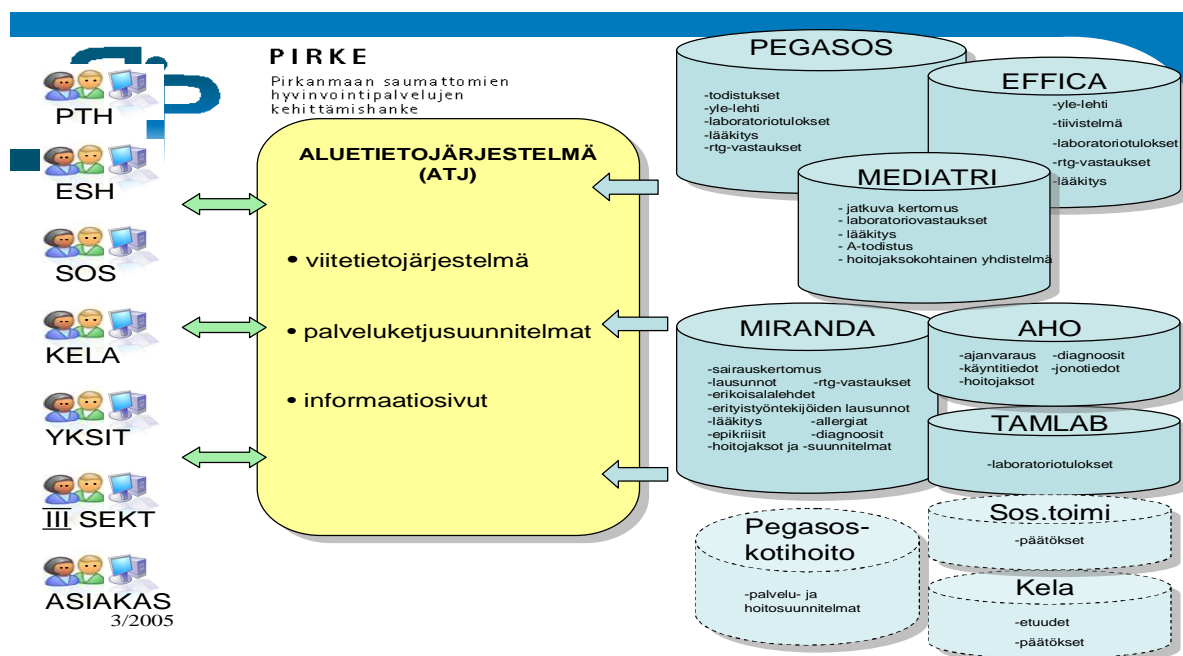 PIRKE
Pirkanmaan saumattomien
hyvinvointipalvelujen
kehittämishanke
PTH
ESH
SOS
KELA
YKSIT
III SEKT
ASIAKAS
3/2005
ALUETIETOJÄRJESTELMÄ
(ATJ)
• viitetietojärjestelmä
• palveluketjusuunnitelmat
• informaatiosivut
PEGASOS
-todistukset
-yle-lehti
-laboratoriotulokset
-lääkitys
-rtg-vastaukset
EFFICA
-yle-lehti
-tiivistelmä
-laboratoriotulokset
-rtg-vastaukset
-lääkitys
MEDIATRI
- jatkuva kertomus
- laboratoriovastaukset
- lääkitys
- A-todistus
- hoitojaksokohtainen yhdistelmä
MIRANDA
-sairauskertomus
-lausunnot -rtg-vastaukset
-erikoisalalehdet
-erityistyöntekijöiden lausunnot
-lääkitys -allergiat
-epikriisit -diagnoosit
-hoitojaksot ja -suunnitelmat
AHO
-ajanvaraus -diagnoosit
-käyntitiedot -jonotiedot
-hoitojaksot
TAMLAB
-laboratoriotulokset
Pegasos-
kotihoito
-palvelu- ja
hoitosuunnitelmat
Sos.toimi
-päätökset
Kela
-etuudet
-päätökset